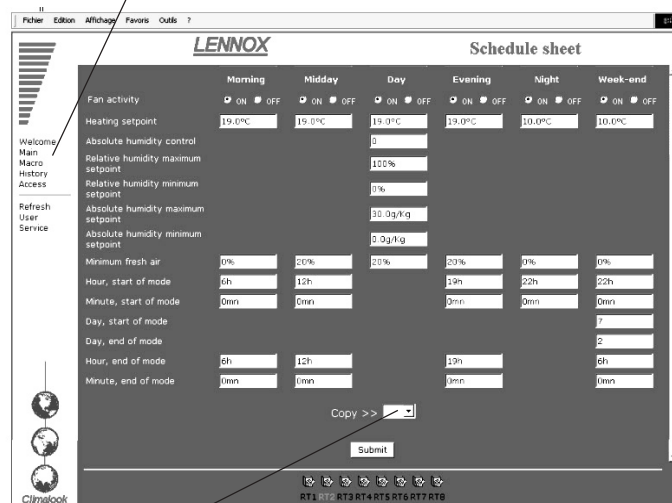 Fichier Edition Affichage Favoris Outils ?
LENNOX Schedule sheet
Morning Midday Day Evening Night Week-end
Fan activity ON OFF ON OFF ON OFF ON OFF ON OFF ON OFF
Heating setpoint 19.0°C 19.0°C 19.0°C 19.0°C 10.0°C 10.0°C
Welcome
Main
Macro
History
Access
Refresh
User
Service
Absolute humidity control 0
Relative humidity maximum
setpoint 100%
Relative humidity minimum
setpoint 0%
Absolute humidity maximum
setpoint 30.0g/Kg
Absolute humidity minimum
setpoint 0.0g/Kg
Minimum fresh air 0% 20% 20% 20% 0% 0%
Hour, start of mode 6h 12h 19h 22h 22h
Minute, start of mode 0mn 0mn 0mn 0mn 0mn
Day, start of mode 7
Day, end of mode 2
Hour, end of mode 6h 12h 19h 6h
Minute, end of mode 0mn 0mn 0mn 0mn
Copy >>
Submit
RT1 RT2 RT3 RT4 RT5 RT6 RT7 RT8
Climalook